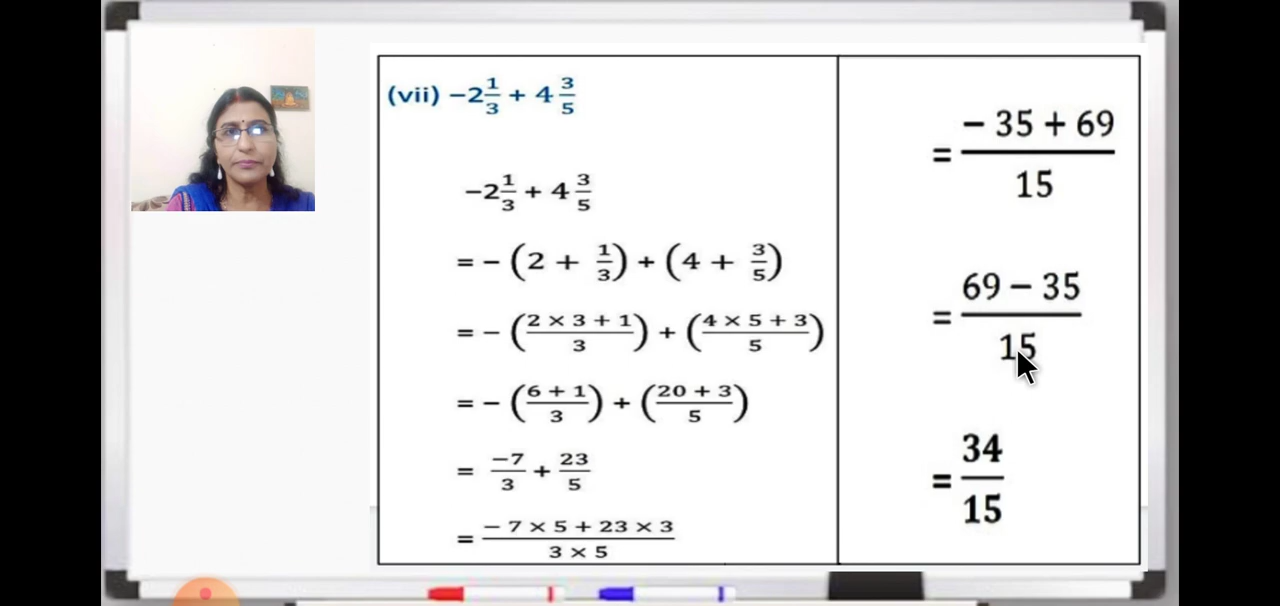 (vii) −2 1/3 + 4 3/5
−2 1/3 + 4 3/5
= − (2 + 1/3) + (4 + 3/5)
= − ((2 × 3 + 1)/3) + ((4 × 5 + 3)/5)
= − ((6 + 1)/3) + ((20 + 3)/5)
= −7/3 + 23/5
= (− 7 × 5 + 23 × 3)/(3 × 5)
= (− 35 + 69)/15
= (69 − 35)/15
= 34/15